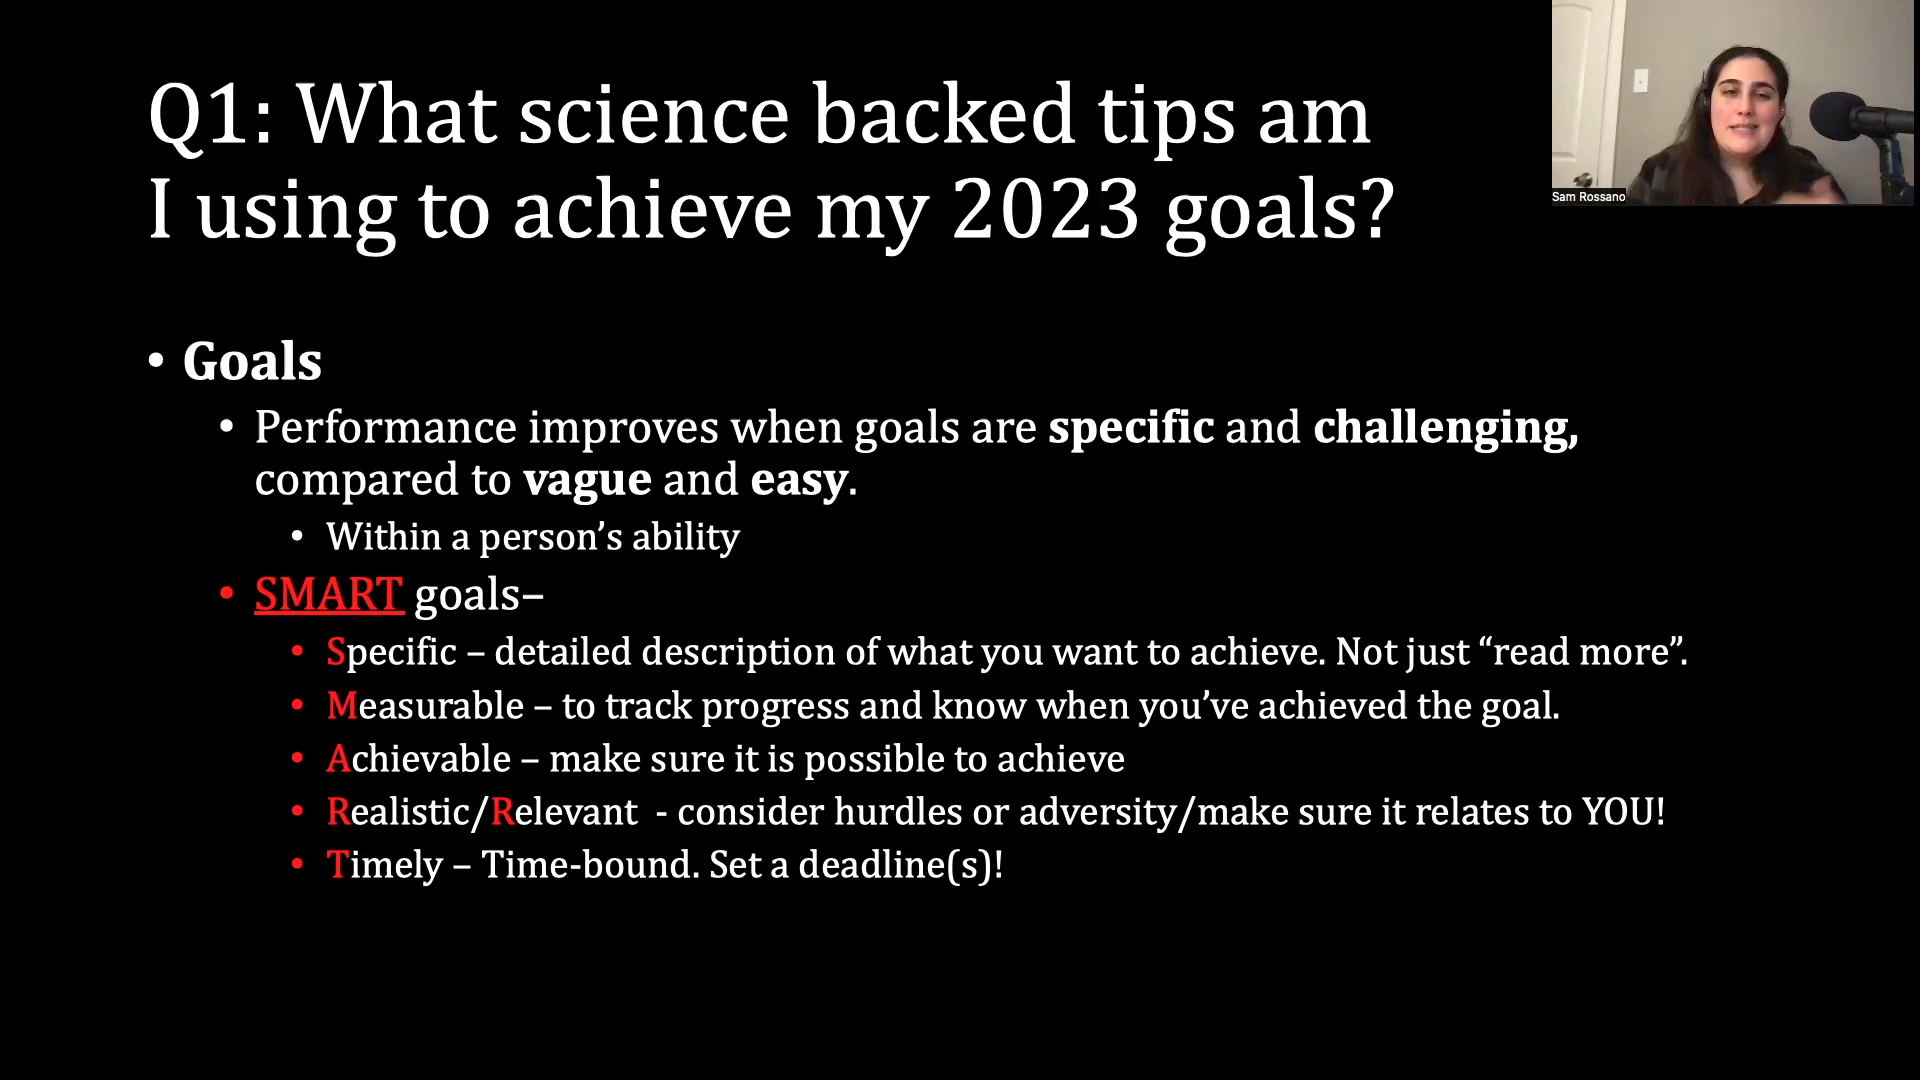 Q1: What science backed tips am
I using to achieve my 2023 goals?
Sam Rossano
• Goals
• Performance improves when goals are specific and challenging,
compared to vague and easy.
• Within a person’s ability
• SMART goals–
• Specific – detailed description of what you want to achieve. Not just “read more”.
• Measurable – to track progress and know when you’ve achieved the goal.
• Achievable – make sure it is possible to achieve
• Realistic/Relevant - consider hurdles or adversity/make sure it relates to YOU!
• Timely – Time-bound. Set a deadline(s)!